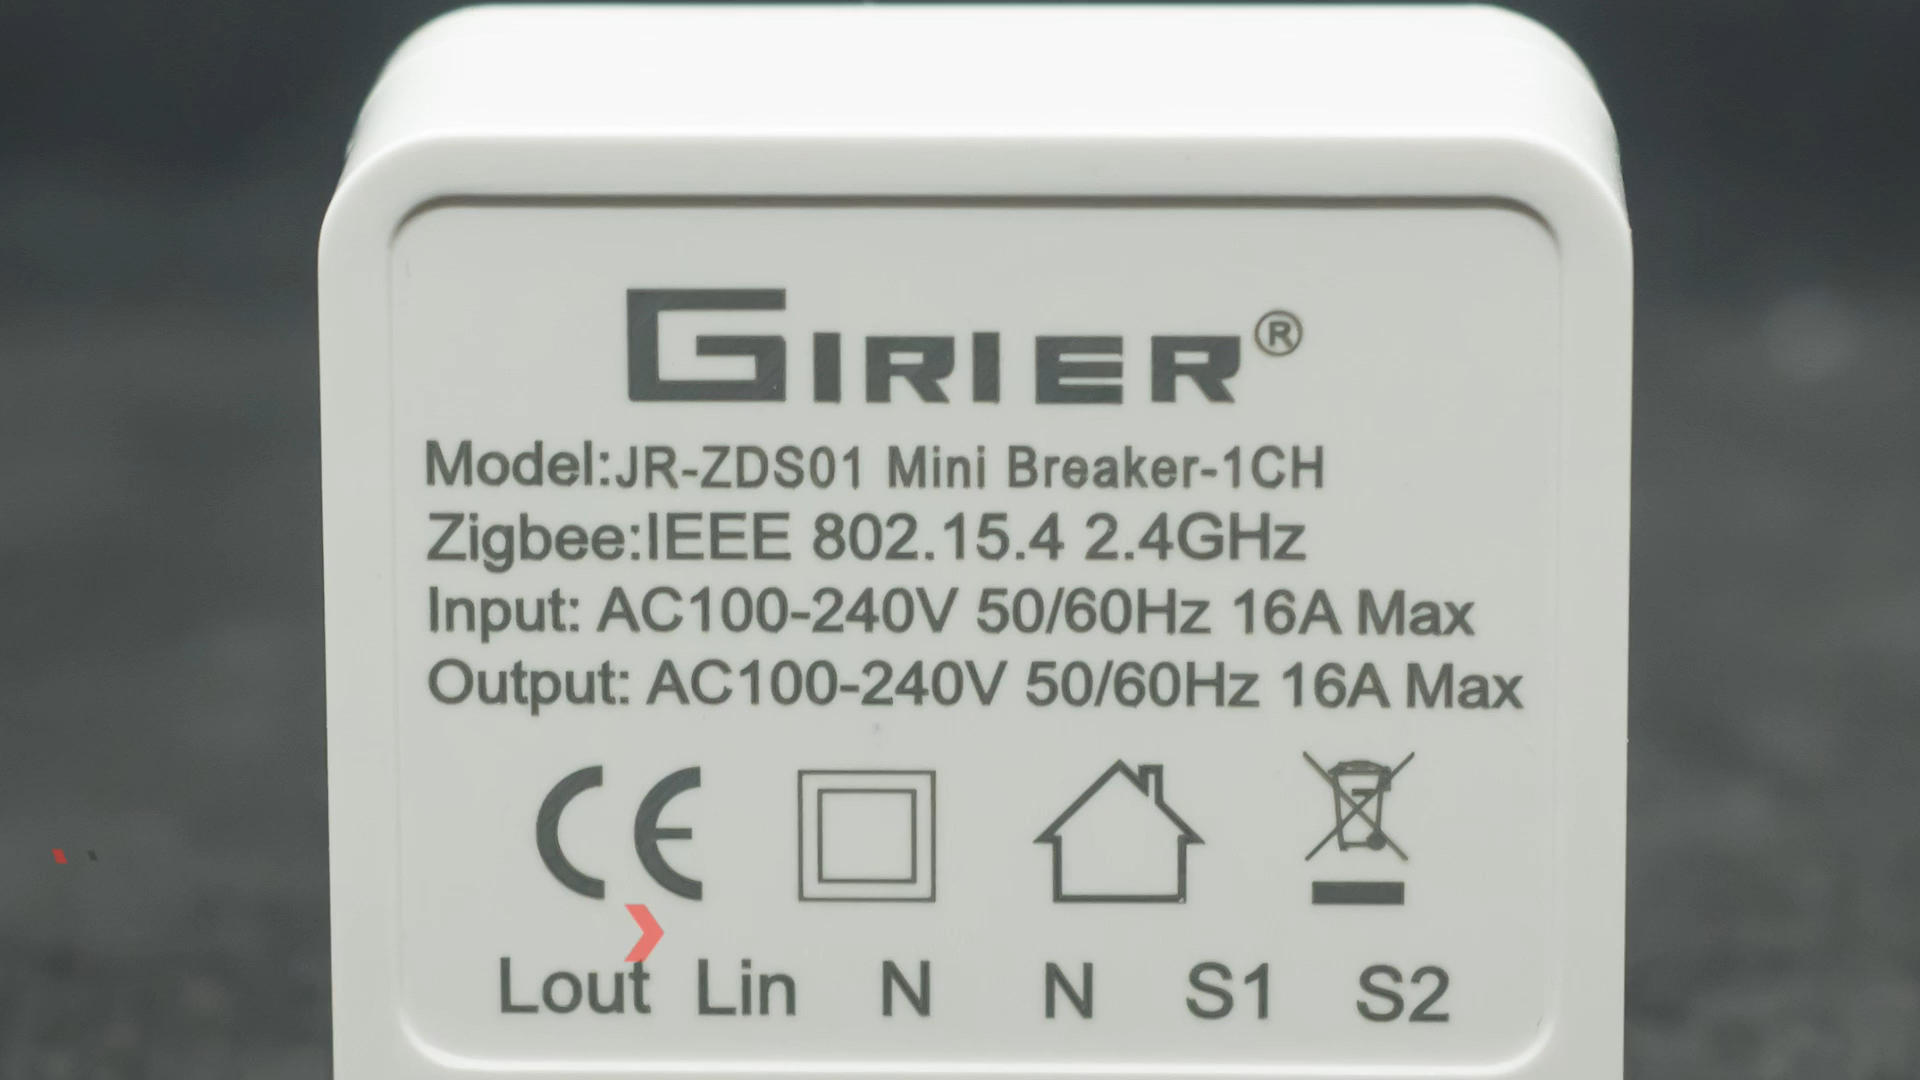 GIRIER®
Model:JR-ZDS01 Mini Breaker-1CH
Zigbee:IEEE 802.15.4 2.4GHz
Input: AC100-240V 50/60Hz 16A Max
Output: AC100-240V 50/60Hz 16A Max
CE
Lout Lin N N S1 S2